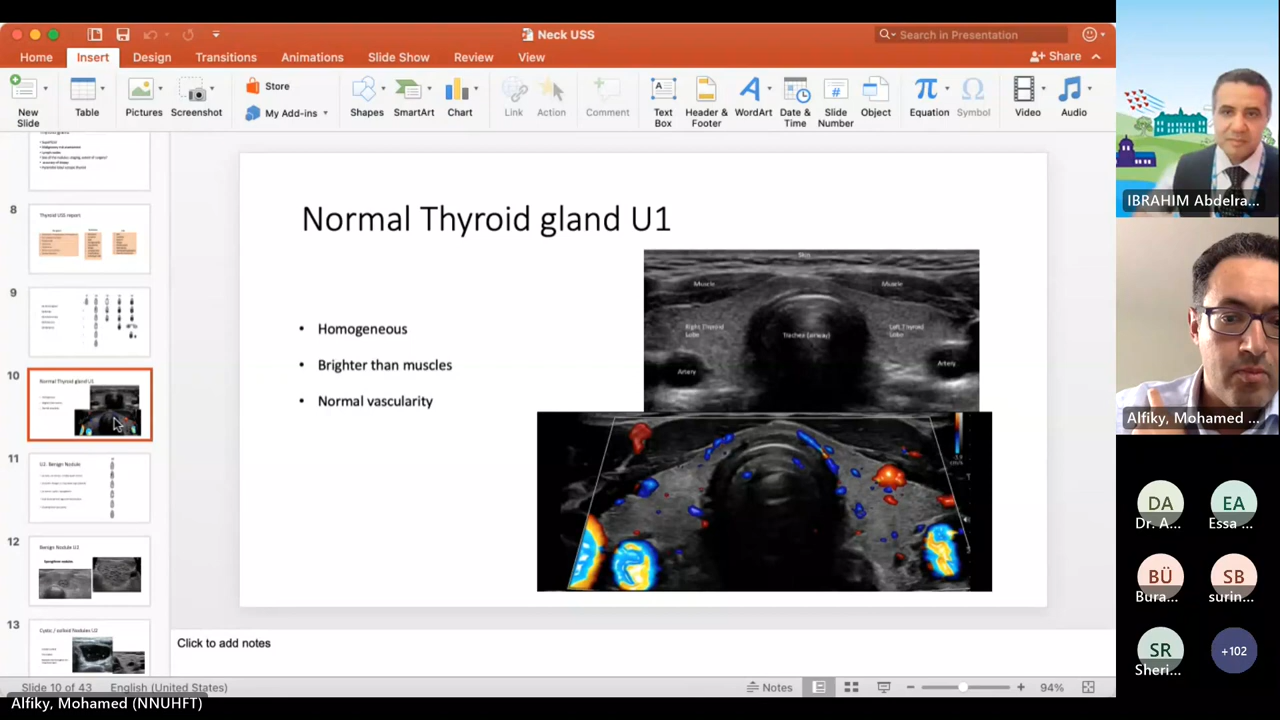 Neck USS
Search in Presentation
Home
Insert
Design
Transitions
Animations
Slide Show
Review
View
Share
New
Slide
Table
Pictures
Screenshot
Store
My Add-ins
Shapes
SmartArt
Chart
Link
Action
Comment
Text
Box
Header &
Footer
WordArt
Date &
Time
Slide
Number
Object
Equation
Symbol
Video
Audio
8
Thyroid USS report
9
10
Normal Thyroid gland U1
11
U2: Benign Nodule
12
Benign Nodule U2
Spongiform nodules
13
Cystic / colloid Nodules U2
Normal Thyroid gland U1
• Homogeneous
• Brighter than muscles
• Normal vascularity
Skin
Muscle
Muscle
Right Thyroid
Lobe
Trachea (airway)
Left Thyroid
Lobe
Artery
Artery
Click to add notes
Slide 10 of 43
English (United States)
Notes
94%
Alfiky, Mohamed (NNUHFT)
IBRAHIM Abdelra...
Alfiky, Mohamed ...
DA
Dr. A...
EA
Essa ...
BÜ
Bura...
SB
surin...
SR
Sheri...
+102